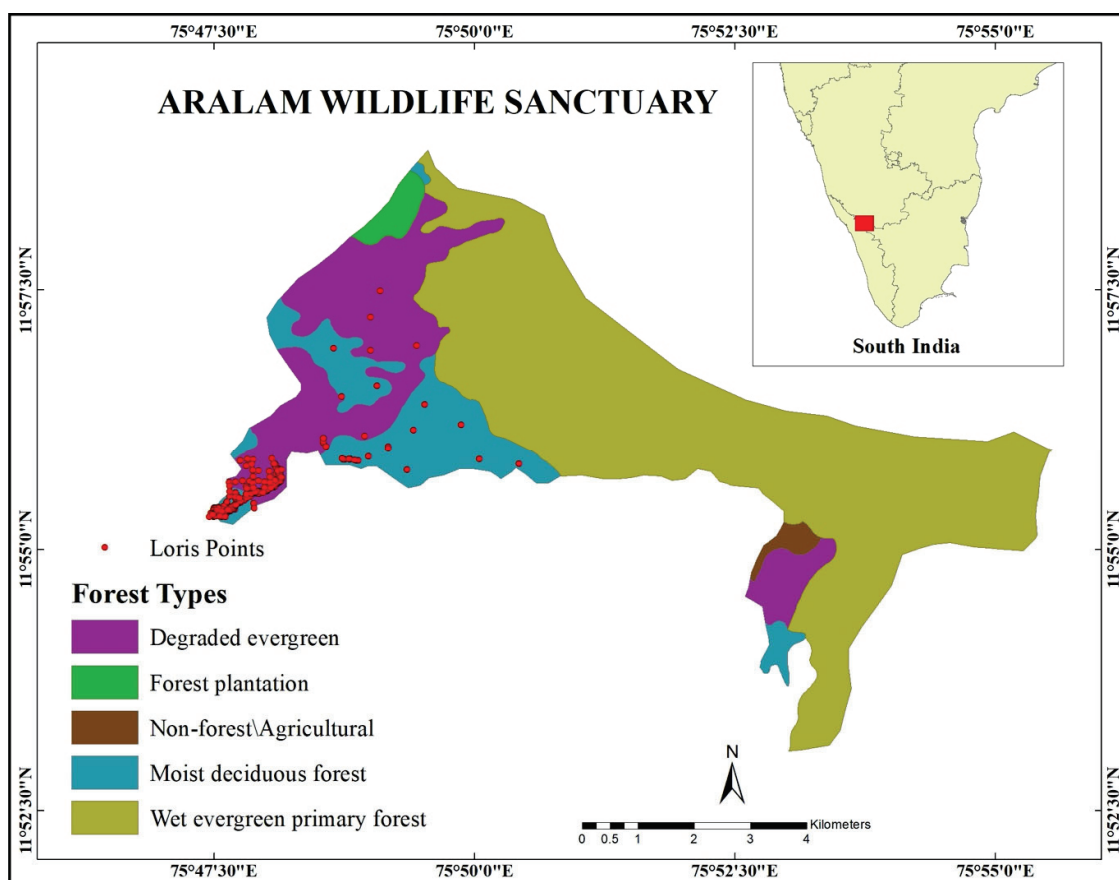 75°47'30"E 75°50'0"E 75°52'30"E 75°55'0"E
ARALAM WILDLIFE SANCTUARY
South India
11°57'30"N 11°57'30"N
11°55'0"N 11°55'0"N
Loris Points
Forest Types
Degraded evergreen
Forest plantation
Non-forest\Agricultural
Moist deciduous forest
Wet evergreen primary forest
N
Kilometers
0 0.5 1 2 3 4
11°52'30"N 11°52'30"N
75°47'30"E 75°50'0"E 75°52'30"E 75°55'0"E